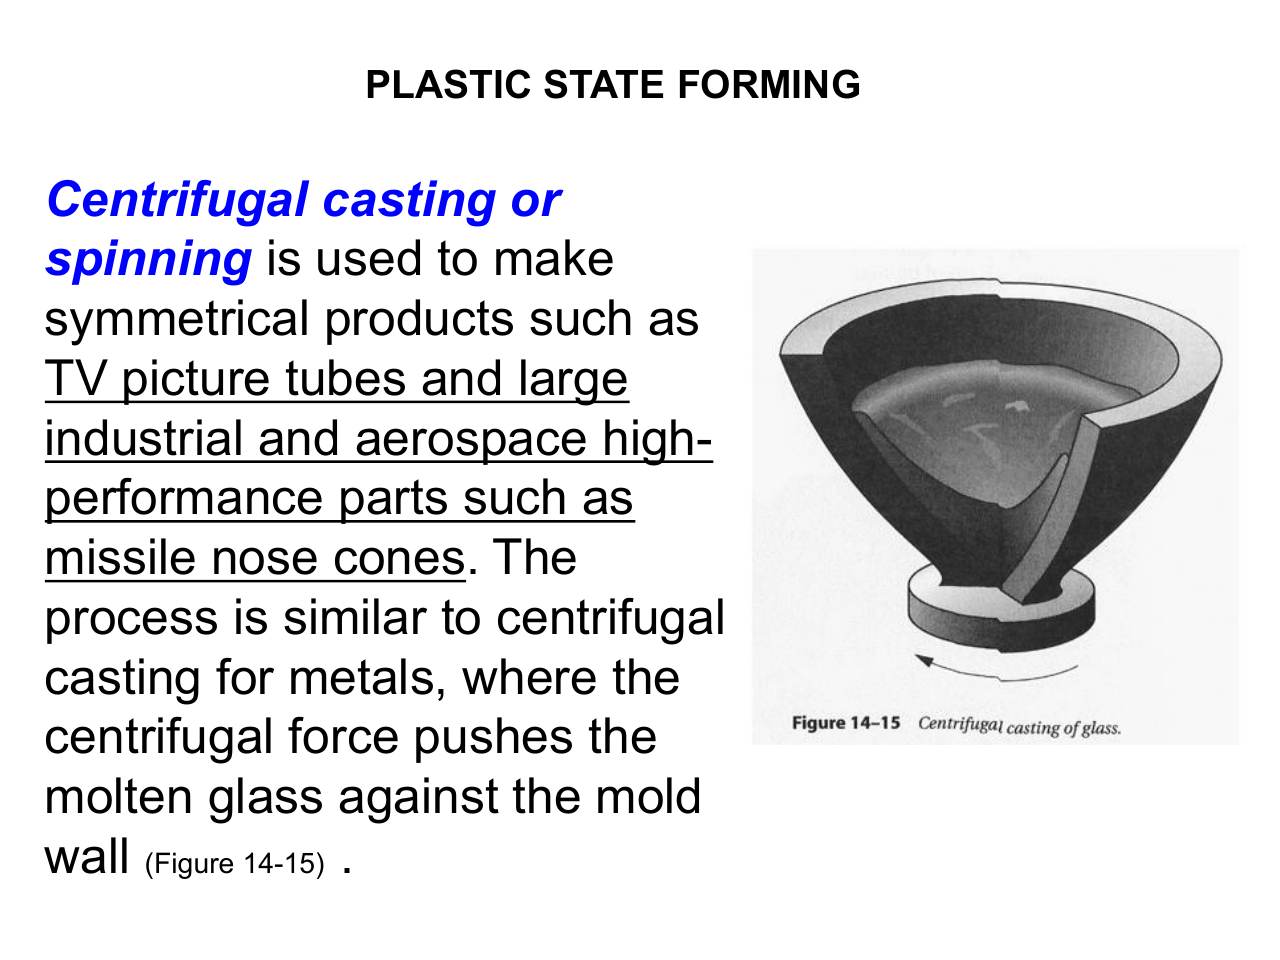 PLASTIC STATE FORMING
Centrifugal casting or
spinning is used to make
symmetrical products such as
TV picture tubes and large
industrial and aerospace high-
performance parts such as
missile nose cones. The
process is similar to centrifugal
casting for metals, where the
centrifugal force pushes the
molten glass against the mold
wall (Figure 14-15) .
Figure 14–15 Centrifugal casting of glass.